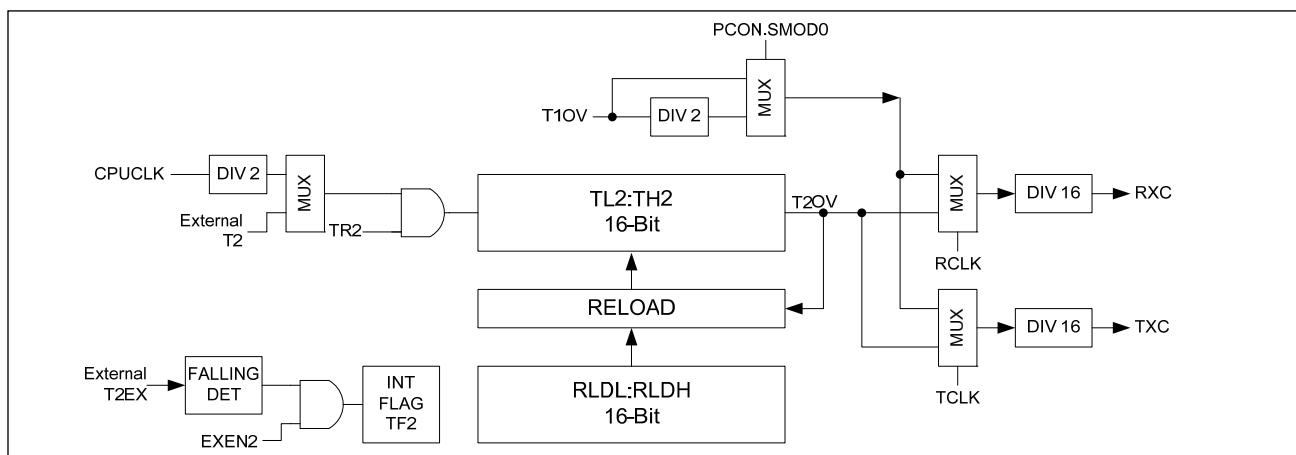 PCON.SMOD0
MUX
T1OV
DIV 2
CPUCLK
DIV 2
MUX
External
T2
TR2
TL2:TH2
16-Bit
T2OV
MUX
DIV 16
RXC
RCLK
RELOAD
MUX
DIV 16
TXC
TCLK
External
T2EX
FALLING
DET
EXEN2
INT
FLAG
TF2
RLDL:RLDH
16-Bit